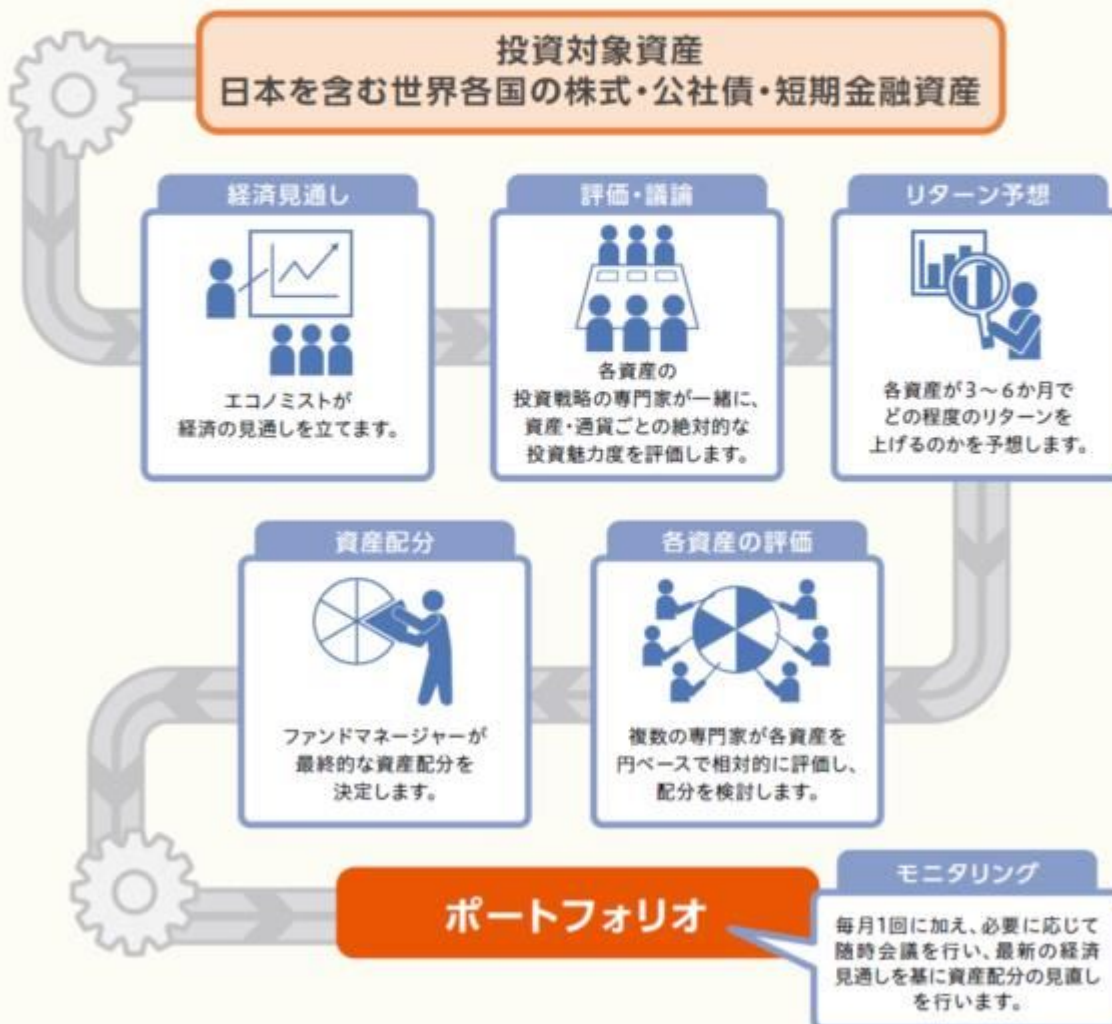 投資対象資産
日本を含む世界各国の株式・公社債・短期金融資産
経済見通し
エコノミストが
経済の見通しを立てます。
評価・議論
各資産の
投資戦略の専門家が一緒に、
資産・通貨ごとの絶対的な
投資魅力度を評価します。
リターン予想
各資産が3〜6か月で
どの程度のリターンを
上げるのかを予想します。
各資産の評価
複数の専門家が各資産を
円ベースで相対的に評価し、
配分を検討します。
資産配分
ファンドマネージャーが
最終的な資産配分を
決定します。
ポートフォリオ
モニタリング
毎月1回に加え、必要に応じて
随時会議を行い、最新の経済
見通しを基に資産配分の見直し
を行います。